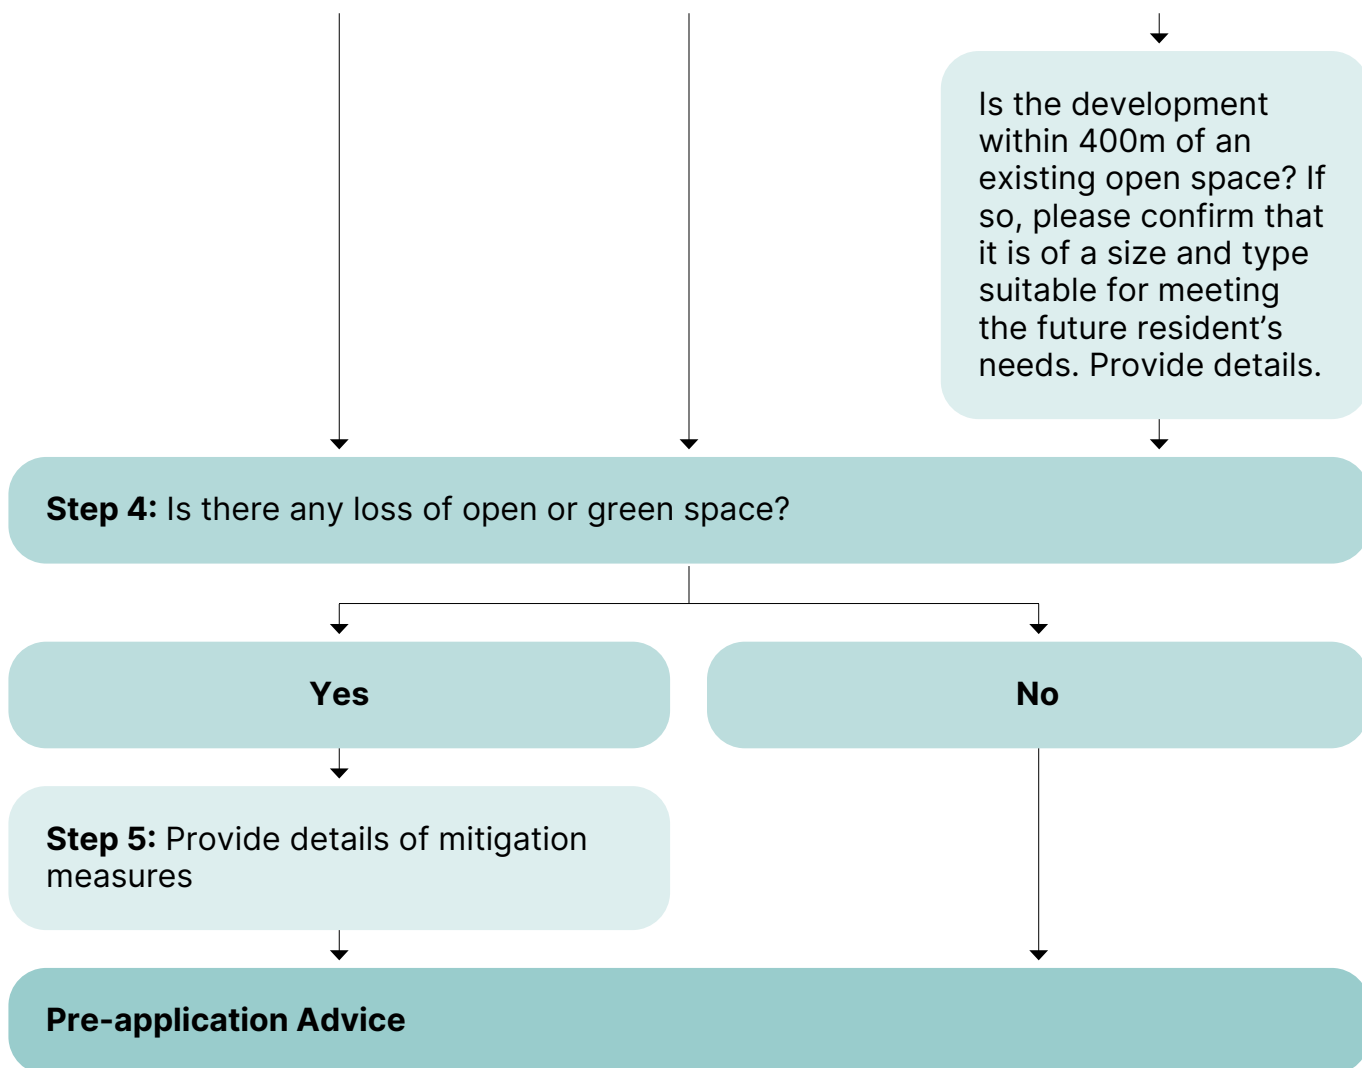 Is the development
within 400m of an
existing open space? If
so, please confirm that
it is of a size and type
suitable for meeting
the future resident’s
needs. Provide details.
Step 4: Is there any loss of open or green space?
Yes
No
Step 5: Provide details of mitigation
measures
Pre-application Advice